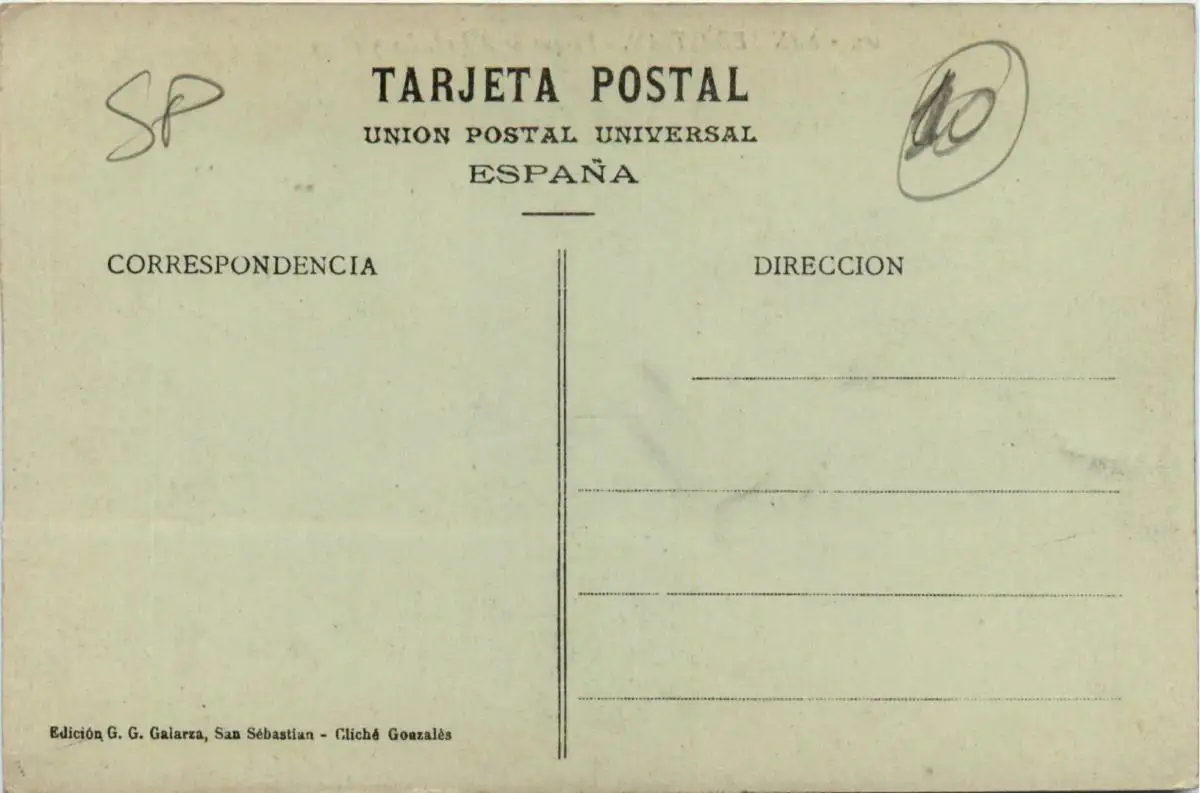 SP
TARJETA POSTAL
10
UNION POSTAL UNIVERSAL
ESPAÑA
CORRESPONDENCIA
DIRECCION
Edición G. G. Galarza, San Sébastian - Cliché Gonzalès